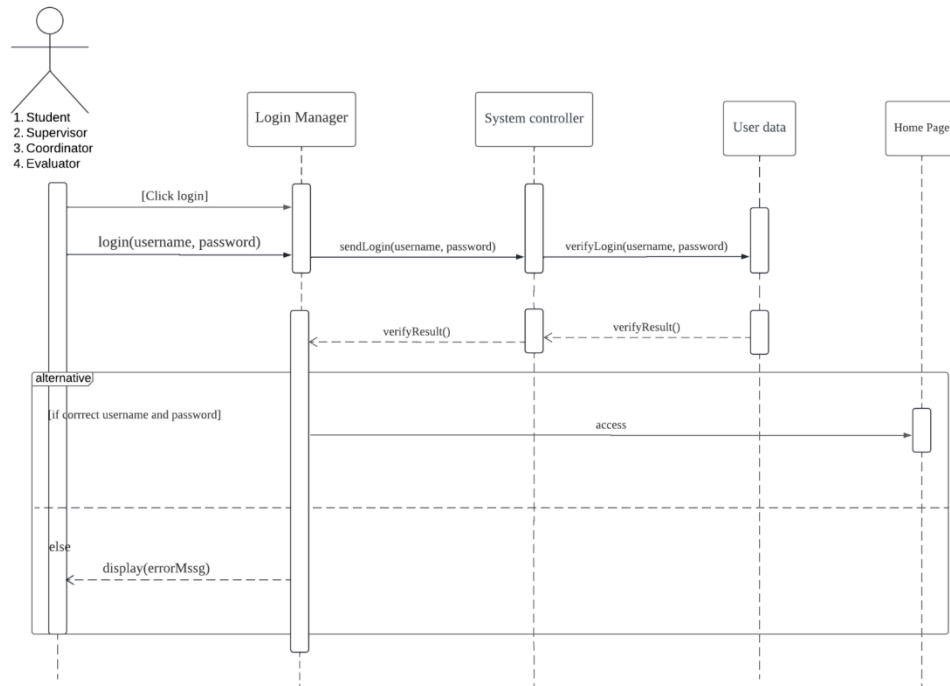 1. Student
2. Supervisor
3. Coordinator
4. Evaluator
Login Manager
System controller
User data
Home Page
[Click login]
login(username, password)
sendLogin(username, password)
verifyLogin(username, password)
verifyResult()
verifyResult()
alternative
[if corrrect username and password]
access
else
display(errorMssg)